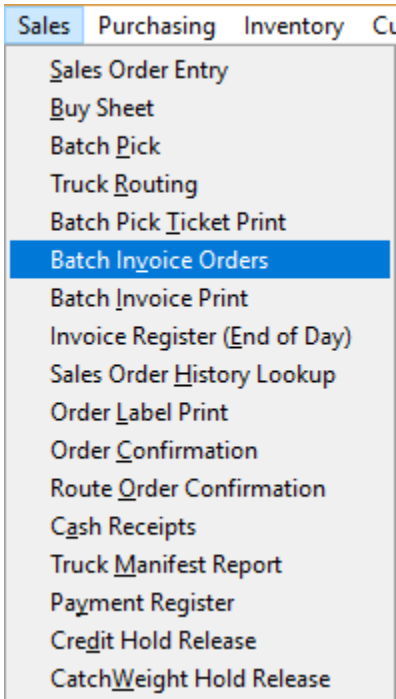 Sales Purchasing Inventory Cu
Sales Order Entry
Buy Sheet
Batch Pick
Truck Routing
Batch Pick Ticket Print
Batch Invoice Orders
Batch Invoice Print
Invoice Register (End of Day)
Sales Order History Lookup
Order Label Print
Order Confirmation
Route Order Confirmation
Cash Receipts
Truck Manifest Report
Payment Register
Credit Hold Release
CatchWeight Hold Release